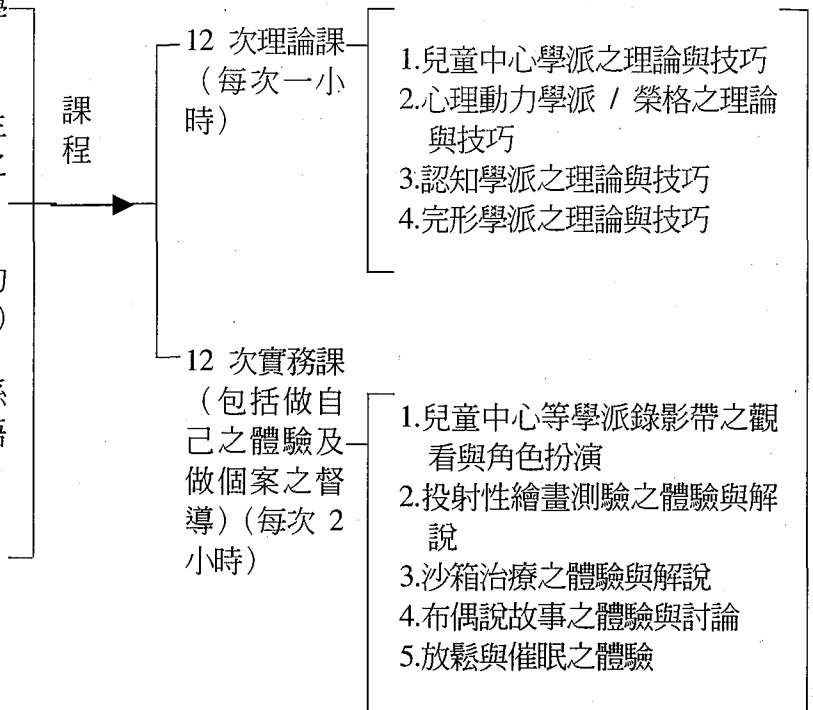 課
程
12 次理論課
（每次一小
時）
1.兒童中心學派之理論與技巧
2.心理動力學派 / 榮格之理論
與技巧
3.認知學派之理論與技巧
4.完形學派之理論與技巧
12 次實務課
（包括做自
己之體驗及
做個案之督
導）（每次 2
小時）
1.兒童中心等學派錄影帶之觀
看與角色扮演
2.投射性繪畫測驗之體驗與解
說
3.沙箱治療之體驗與解說
4.布偶說故事之體驗與討論
5.放鬆與催眠之體驗